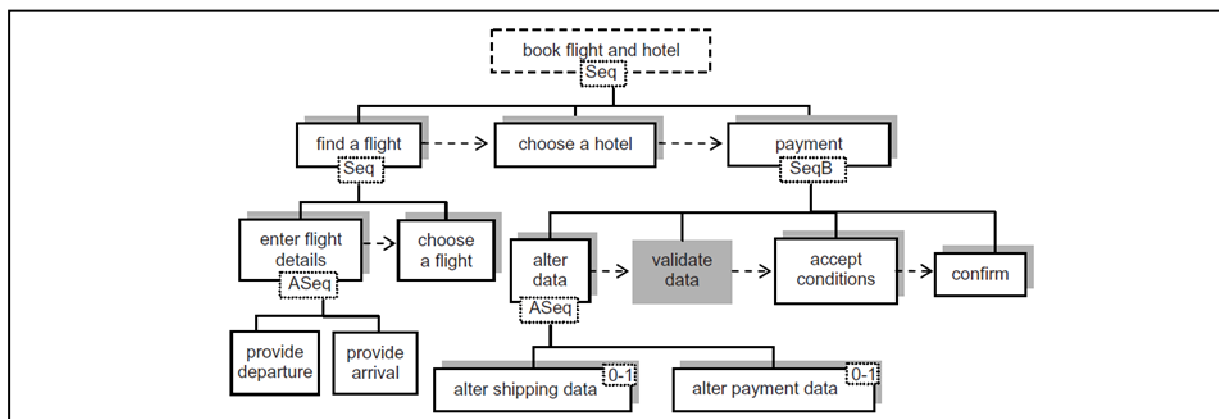 book flight and hotel
Seq
find a flight
choose a hotel
payment
Seq
SeqB
enter flight
details
choose
a flight
alter
data
validate
data
accept
conditions
confirm
ASeq
ASeq
provide
departure
provide
arrival
alter shipping data
0-1
alter payment data
0-1